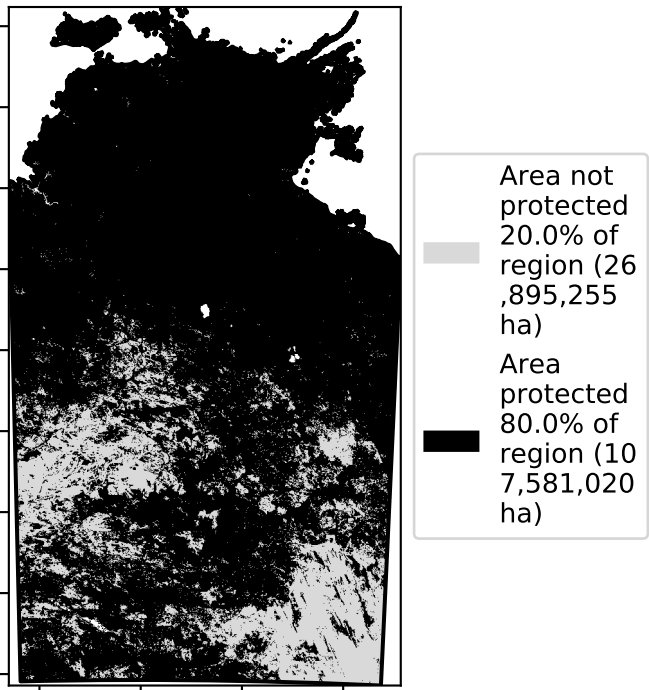 Area not
protected
20.0% of
region (26
,895,255
ha)
Area
protected
80.0% of
region (10
7,581,020
ha)